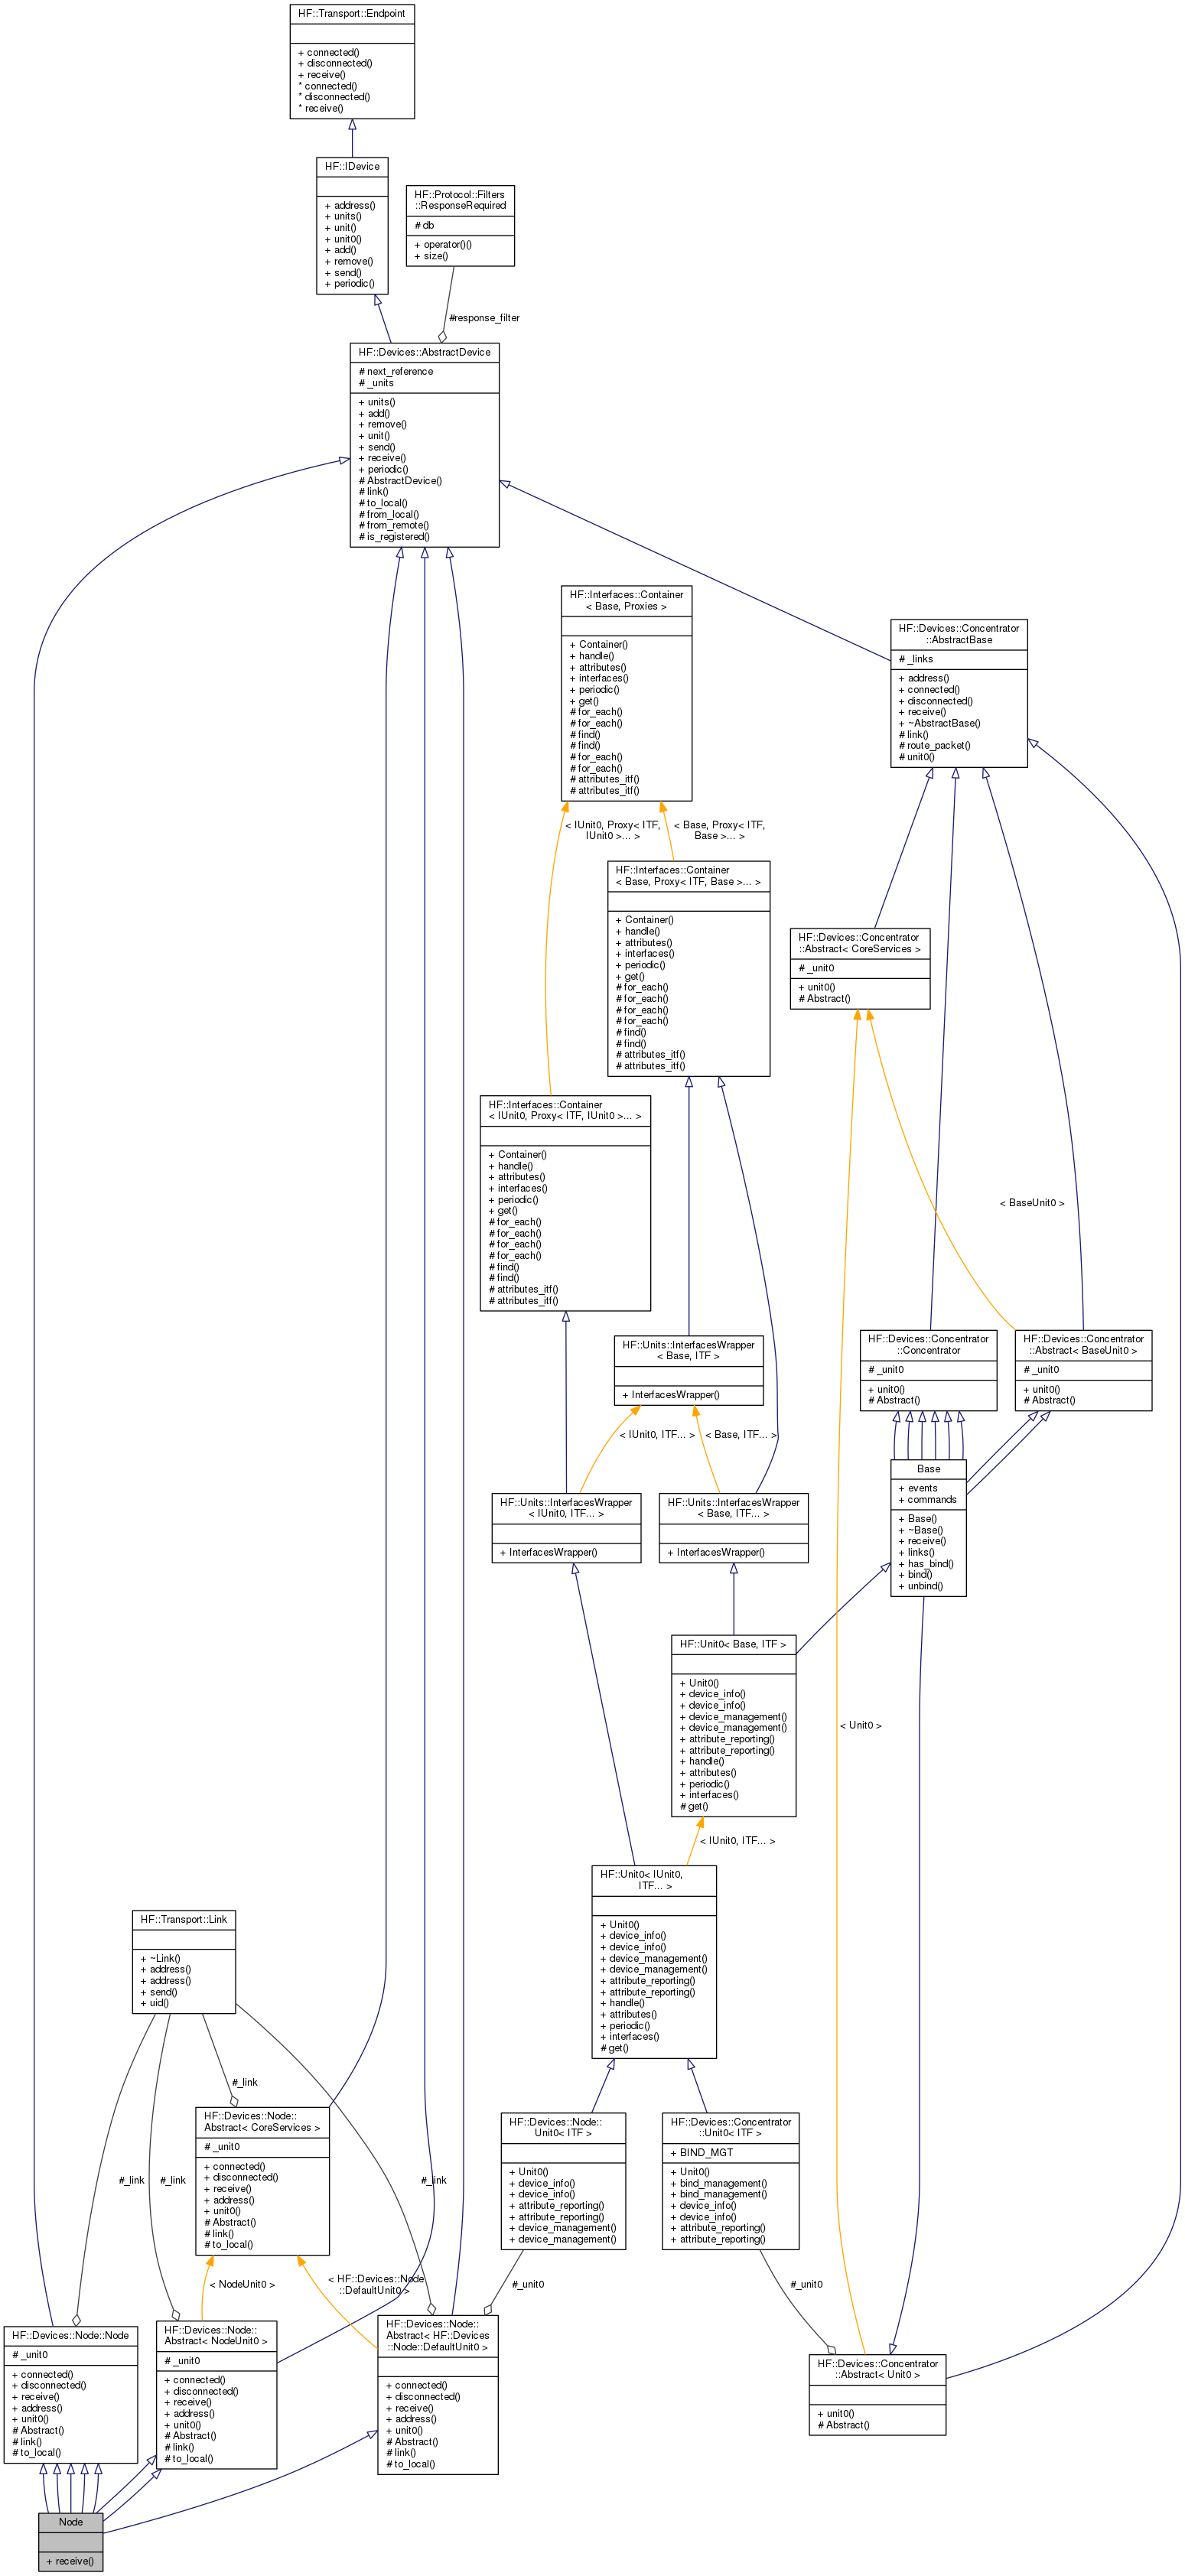 HF::Transport::Endpoint
+ connected()
+ disconnected()
+ receive()
* connected()
* disconnected()
* receive()
HF::IDevice
+ address()
+ units()
+ unit()
+ unit0()
+ add()
+ remove()
+ send()
+ periodic()
HF::Protocol::Filters
::ResponseRequired
# db
+ operator()()
+ size()
#response_filter
HF::Devices::AbstractDevice
# next_reference
# _units
+ units()
+ add()
+ remove()
+ unit()
+ send()
+ receive()
+ periodic()
# AbstractDevice()
# link()
# to_local()
# from_local()
# from_remote()
# is_registered()
HF::Interfaces::Container
< Base, Proxies >
+ Container()
+ handle()
+ attributes()
+ interfaces()
+ periodic()
+ get()
# for_each()
# for_each()
# find()
# find()
# for_each()
# for_each()
# attributes_itf()
# attributes_itf()
HF::Devices::Concentrator
::AbstractBase
# _links
+ address()
+ connected()
+ disconnected()
+ receive()
+ ~AbstractBase()
# link()
# route_packet()
# unit0()
< IUnit0, Proxy< ITF,
IUnit0 >... >
< Base, Proxy< ITF,
Base >... >
HF::Interfaces::Container
< Base, Proxy< ITF, Base >... >
+ Container()
+ handle()
+ attributes()
+ interfaces()
+ periodic()
+ get()
# for_each()
# for_each()
# for_each()
# for_each()
# find()
# find()
# attributes_itf()
# attributes_itf()
HF::Devices::Concentrator
::Abstract< CoreServices >
# _unit0
+ unit0()
# Abstract()
HF::Interfaces::Container
< IUnit0, Proxy< ITF, IUnit0 >... >
+ Container()
+ handle()
+ attributes()
+ interfaces()
+ periodic()
+ get()
# for_each()
# for_each()
# for_each()
# for_each()
# find()
# find()
# attributes_itf()
# attributes_itf()
< BaseUnit0 >
HF::Units::InterfacesWrapper
< Base, ITF >
+ InterfacesWrapper()
HF::Devices::Concentrator
::Concentrator
# _unit0
+ unit0()
# Abstract()
HF::Devices::Concentrator
::Abstract< BaseUnit0 >
# _unit0
+ unit0()
# Abstract()
< IUnit0, ITF... >
< Base, ITF... >
Base
+ events
+ commands
+ Base()
+ ~Base()
+ receive()
+ links()
+ has_bind()
+ bind()
+ unbind()
HF::Units::InterfacesWrapper
< IUnit0, ITF... >
+ InterfacesWrapper()
HF::Units::InterfacesWrapper
< Base, ITF... >
+ InterfacesWrapper()
HF::Unit0< Base, ITF >
+ Unit0()
+ device_info()
+ device_info()
+ device_management()
+ device_management()
+ attribute_reporting()
+ attribute_reporting()
+ handle()
+ attributes()
+ periodic()
+ interfaces()
# get()
< Unit0 >
< IUnit0, ITF... >
HF::Unit0< IUnit0,
ITF... >
+ Unit0()
+ device_info()
+ device_info()
+ device_management()
+ device_management()
+ attribute_reporting()
+ attribute_reporting()
+ handle()
+ attributes()
+ periodic()
+ interfaces()
# get()
HF::Transport::Link
+ ~Link()
+ address()
+ address()
+ send()
+ uid()
#_link
#_link
#_link
#_link
HF::Devices::Node::
Abstract< CoreServices >
# _unit0
+ connected()
+ disconnected()
+ receive()
+ address()
+ unit0()
# Abstract()
# link()
# to_local()
HF::Devices::Node::
Unit0< ITF >
+ Unit0()
+ device_info()
+ device_info()
+ attribute_reporting()
+ attribute_reporting()
+ device_management()
+ device_management()
HF::Devices::Concentrator
::Unit0< ITF >
+ BIND_MGT
+ Unit0()
+ bind_management()
+ bind_management()
+ device_info()
+ device_info()
+ attribute_reporting()
+ attribute_reporting()
< NodeUnit0 >
< HF::Devices::Node
::DefaultUnit0 >
#_unit0
#_unit0
HF::Devices::Node::Node
# _unit0
+ connected()
+ disconnected()
+ receive()
+ address()
+ unit0()
# Abstract()
# link()
# to_local()
HF::Devices::Node::
Abstract< NodeUnit0 >
# _unit0
+ connected()
+ disconnected()
+ receive()
+ address()
+ unit0()
# Abstract()
# link()
# to_local()
HF::Devices::Node::
Abstract< HF::Devices
::Node::DefaultUnit0 >
+ connected()
+ disconnected()
+ receive()
+ address()
+ unit0()
# Abstract()
# link()
# to_local()
HF::Devices::Concentrator
::Abstract< Unit0 >
+ unit0()
# Abstract()
Node
+ receive()